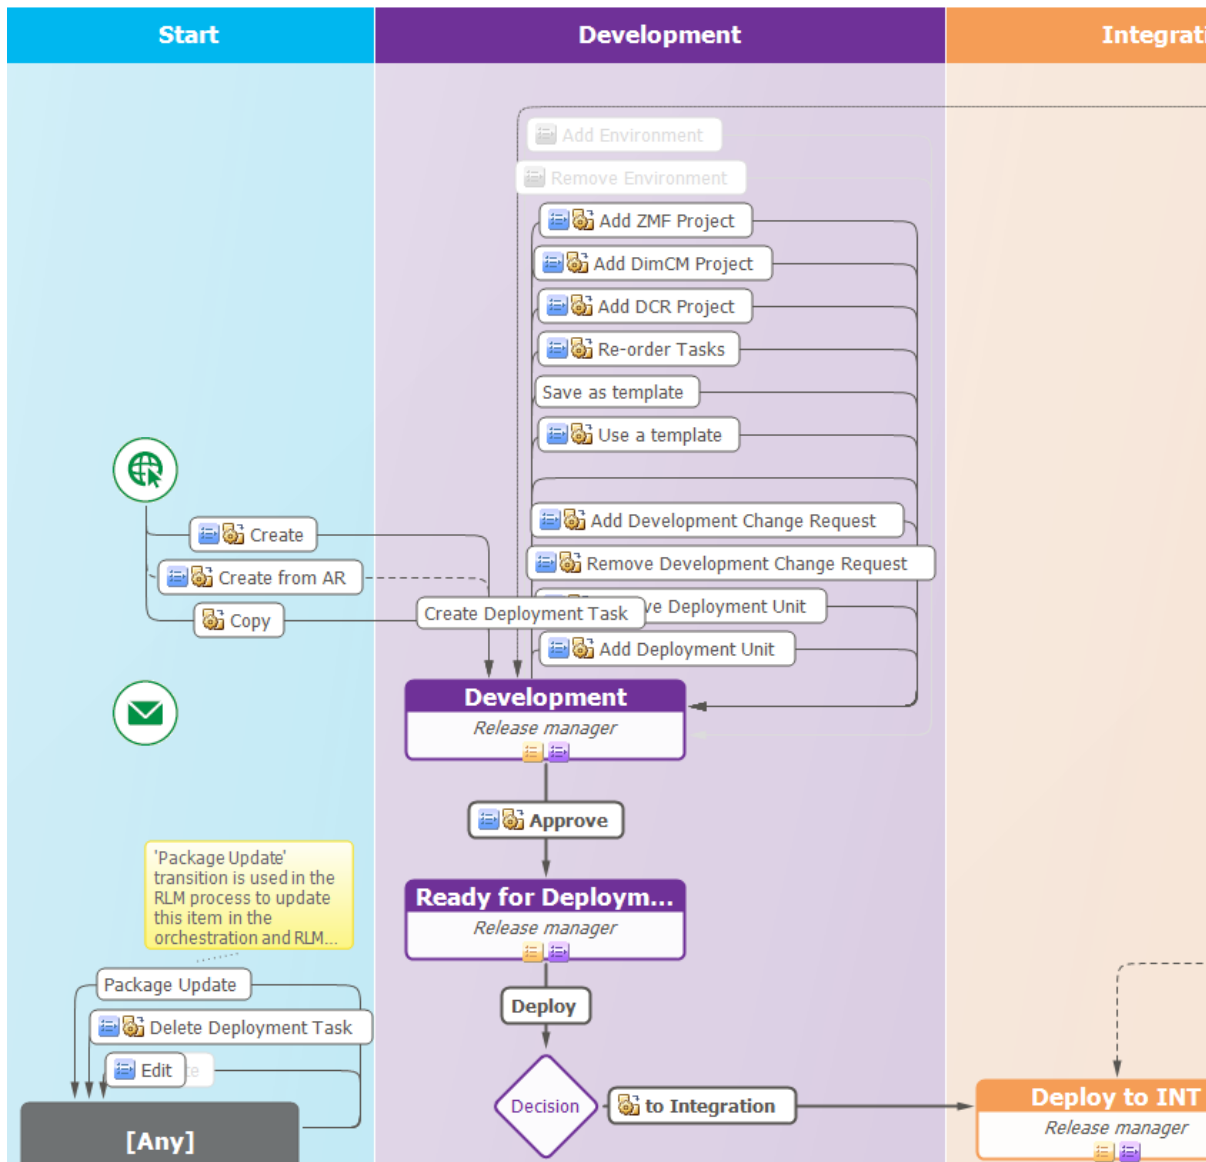 Start
Development
Integrati
Add Environment
Remove Environment
Add ZMF Project
Add DimCM Project
Add DCR Project
Re-order Tasks
Save as template
Use a template
Add Development Change Request
Create
Remove Development Change Request
Create from AR
ve Deployment Unit
Create Deployment Task
Copy
Add Deployment Unit
Development
Release manager
Approve
'Package Update'
transition is used in the
RLM process to update
this item in the
orchestration and RLM...
Ready for Deploym...
Release manager
Package Update
Deploy
Delete Deployment Task
Edit
Decision
to Integration
Deploy to INT
Release manager
[Any]